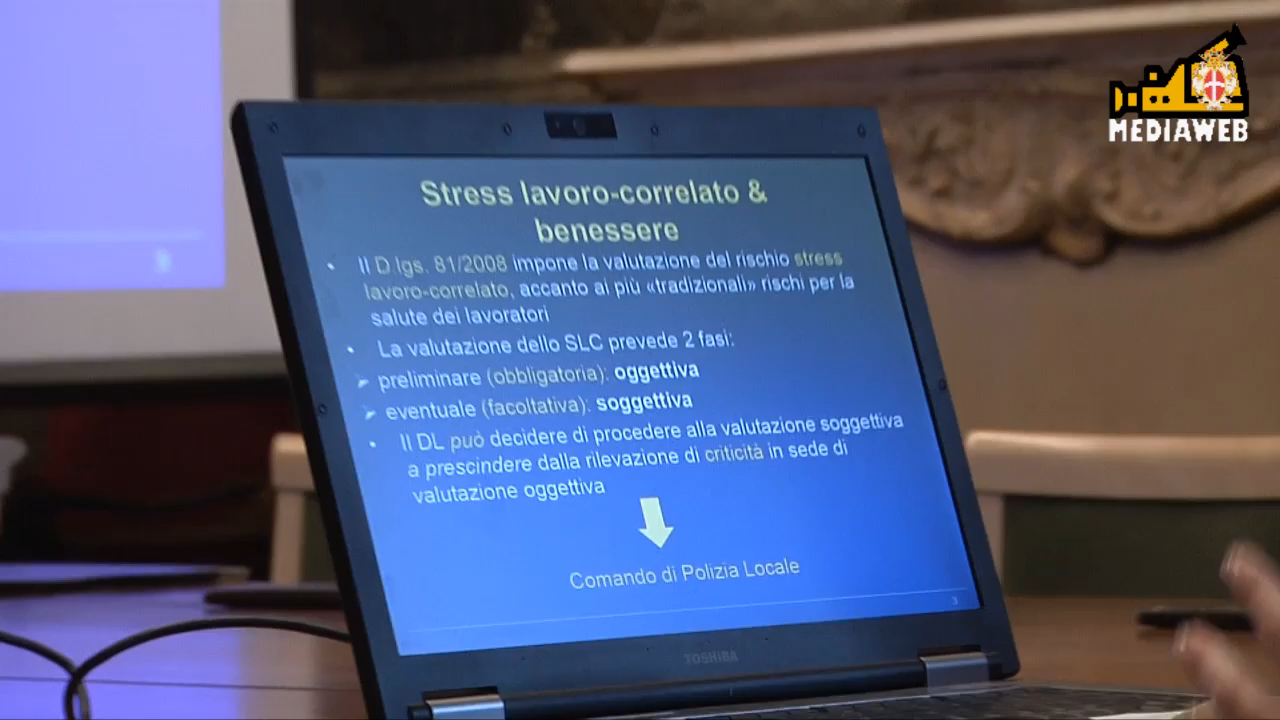 MEDIAWEB
Stress lavoro-correlato &
benessere
• Il D.lgs. 81/2008 impone la valutazione del rischio stress
lavoro-correlato, accanto ai più «tradizionali» rischi per la
salute dei lavoratori
• La valutazione dello SLC prevede 2 fasi:
➢ preliminare (obbligatoria): oggettiva
➢ eventuale (facoltativa): soggettiva
• Il DL può decidere di procedere alla valutazione soggettiva
a prescindere dalla rilevazione di criticità in sede di
valutazione oggettiva
Comando di Polizia Locale
3
TOSHIBA